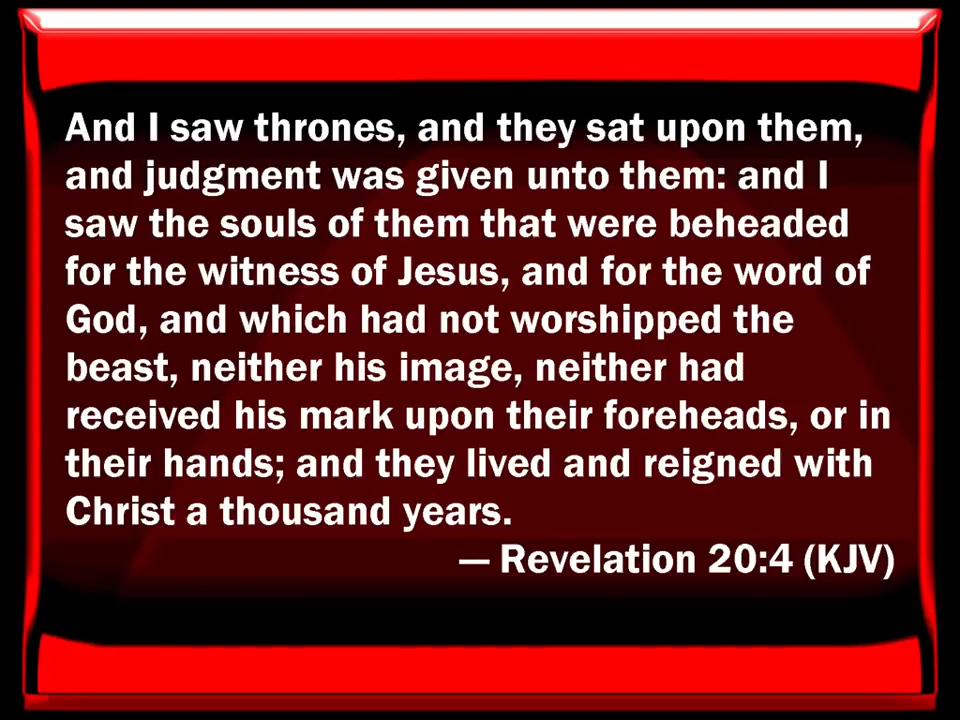 And I saw thrones, and they sat upon them,
and judgment was given unto them: and I
saw the souls of them that were beheaded
for the witness of Jesus, and for the word of
God, and which had not worshipped the
beast, neither his image, neither had
received his mark upon their foreheads, or in
their hands; and they lived and reigned with
Christ a thousand years.
— Revelation 20:4 (KJV)